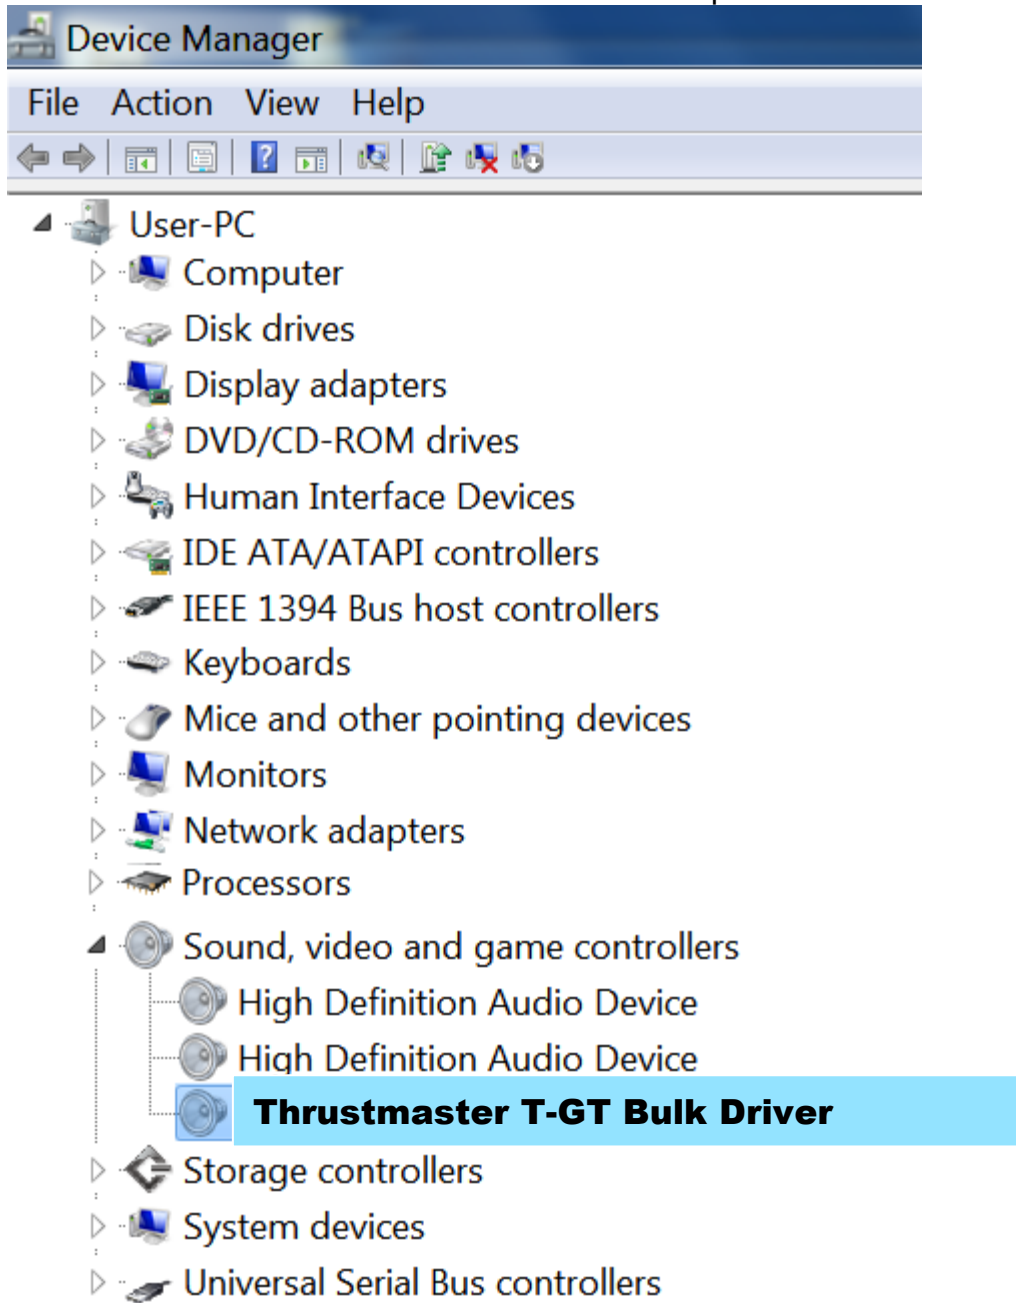 Device Manager
File Action View Help
User-PC
Computer
Disk drives
Display adapters
DVD/CD-ROM drives
Human Interface Devices
IDE ATA/ATAPI controllers
IEEE 1394 Bus host controllers
Keyboards
Mice and other pointing devices
Monitors
Network adapters
Processors
Sound, video and game controllers
High Definition Audio Device
High Definition Audio Device
Thrustmaster T-GT Bulk Driver
Storage controllers
System devices
Universal Serial Bus controllers